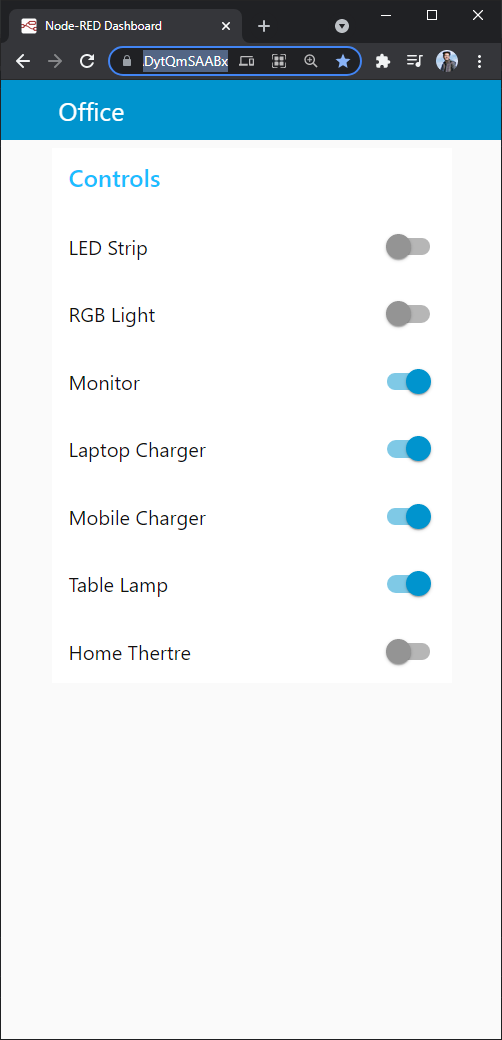 Node-RED Dashboard
.DytQmSAABx
Office
Controls
LED Strip
RGB Light
Monitor
Laptop Charger
Mobile Charger
Table Lamp
Home Thertre